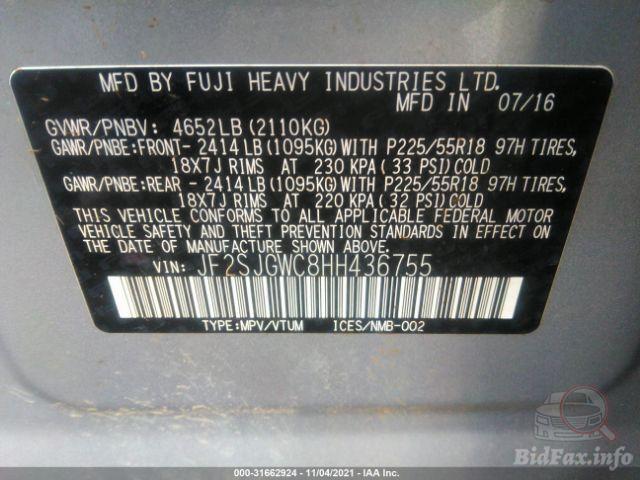 MFD BY FUJI HEAVY INDUSTRIES LTD.
MFD IN 07/16
GVWR/PNBV: 4652LB(2110KG)
GAWR/PNBE:FRONT- 2414LB(1095KG)WITH P225/55R18 97H TIRES,
18X7J RIMS AT 230 KPA(33 PSI)COLD
GAWR/PNBE:REAR -2414LB(1095KG)WITH P225/55R18 97H TIRES,
18X7J RIMS AT 220 KPA(32 PSI)COLD
THIS VEHICLE CONFORMS TO ALL APPLICABLE FEDERAL MOTOR
VEHICLE SAFETY AND THEFT PREVENTION STANDARDS IN
EFFECT ON THE DATE OF MANUFACTURE SHOWN ABOVE.
VIN: JF2SJGWC8HH436755
TYPE:MPV/VTUM ICES/NMB-002
BidFax.info
000-31662924 - 11/04/2021 - IAA Inc.